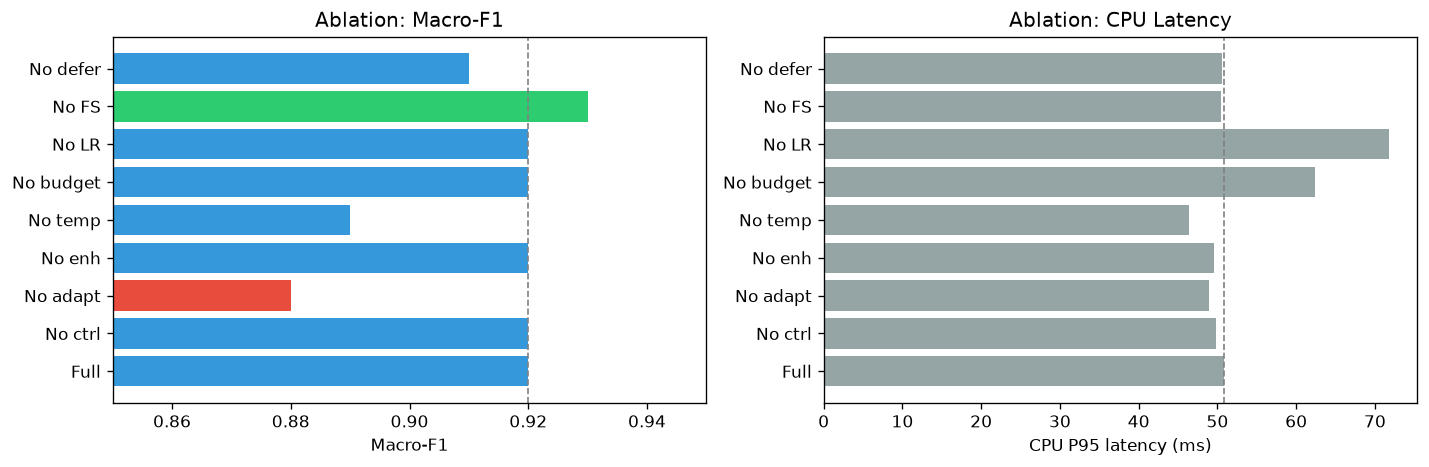 Ablation: Macro-F1
No defer
No FS
No LR
No budget
No temp
No enh
No adapt
No ctrl
Full
0.86 0.88 0.90 0.92 0.94
Macro-F1
Ablation: CPU Latency
No defer
No FS
No LR
No budget
No temp
No enh
No adapt
No ctrl
Full
0 10 20 30 40 50 60 70
CPU P95 latency (ms)